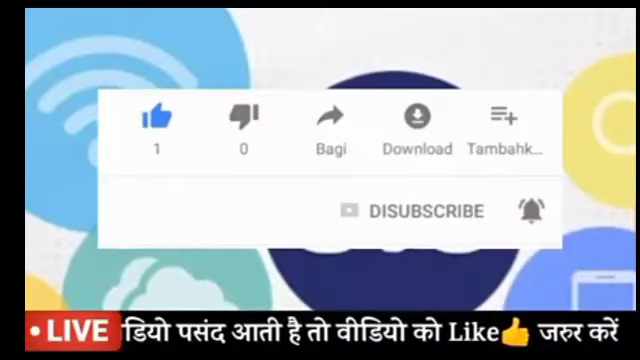 1 0 Bagi Download Tambahk...
DISUBSCRIBE
• LIVE डियो पसंद आती है तो वीडियो को Like👍 जरुर करें